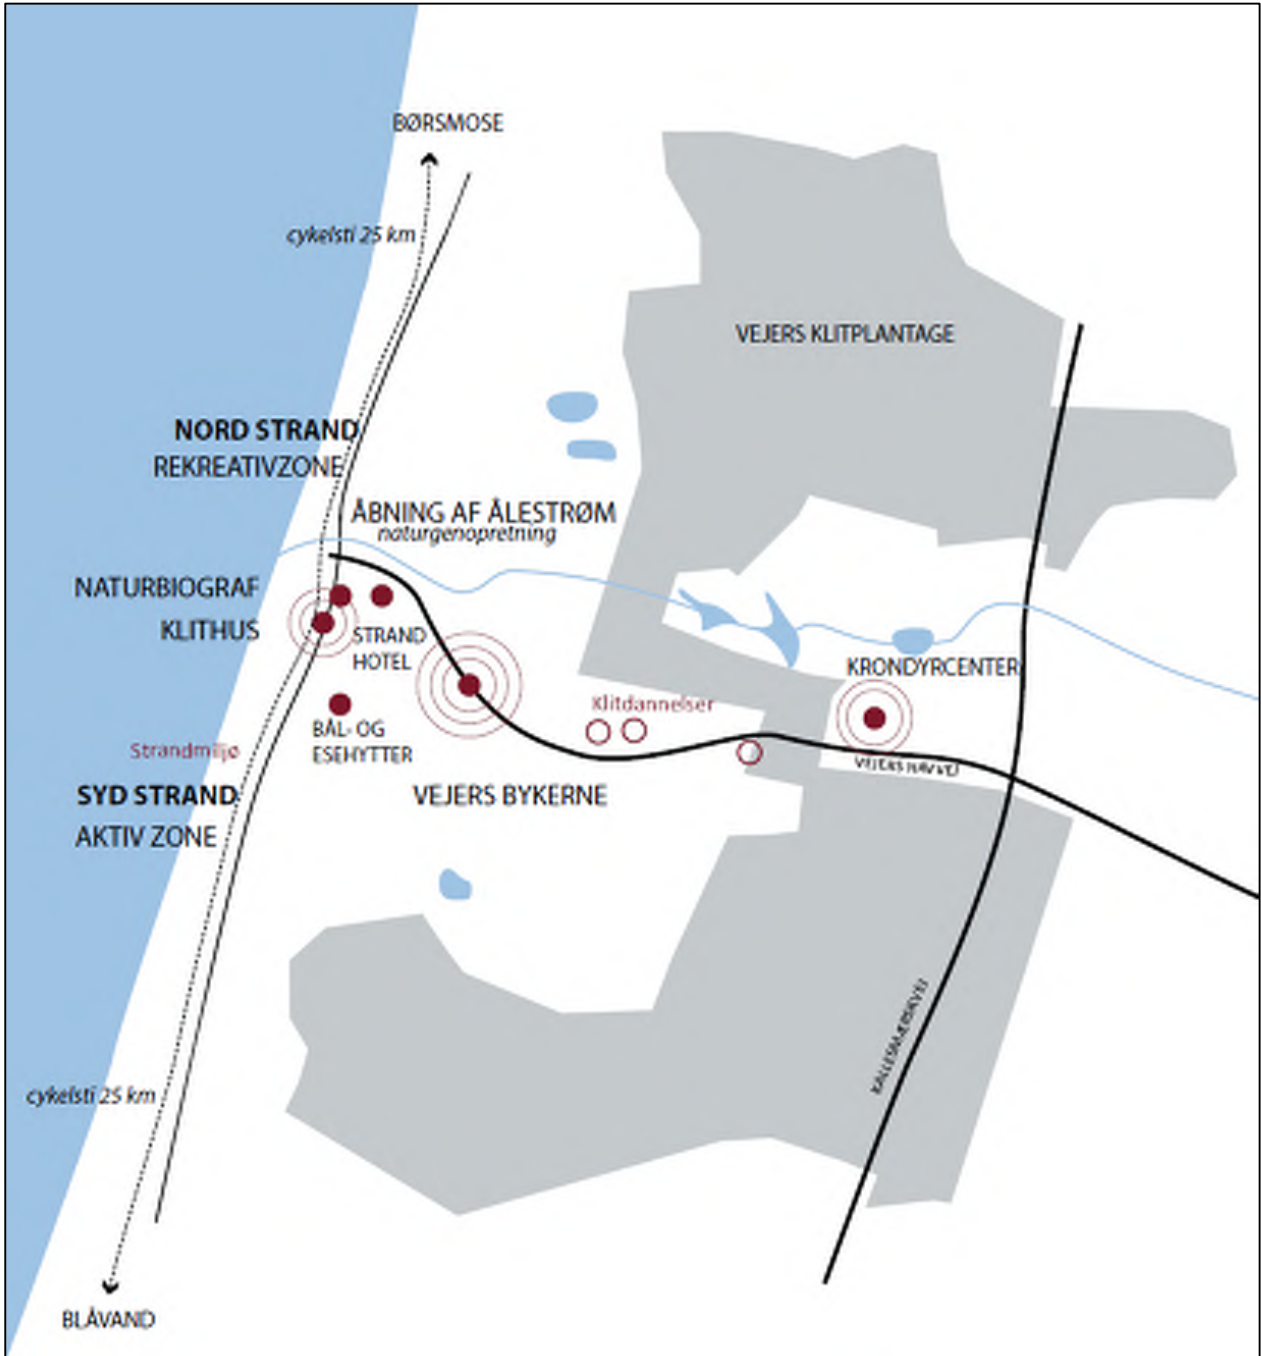 BØRSMOSE
cykelsti 25 km
VEJERS KLITPLANTAGE
NORD STRAND
REKREATIVZONE
ÅBNING AF ÅLESTRØM
naturgenopretning
NATURBIOGRAF
KLITHUS
STRAND
HOTEL
KRONDYRCENTER
Klitdannelser
BÅL- OG
ESEHYTTER
Strandmiljø
VEJERS HAVVEJ
SYD STRAND
AKTIV ZONE
VEJERS BYKERNE
KALLESMÆRSKVEJ
cykelsti 25 km
BLÅVAND